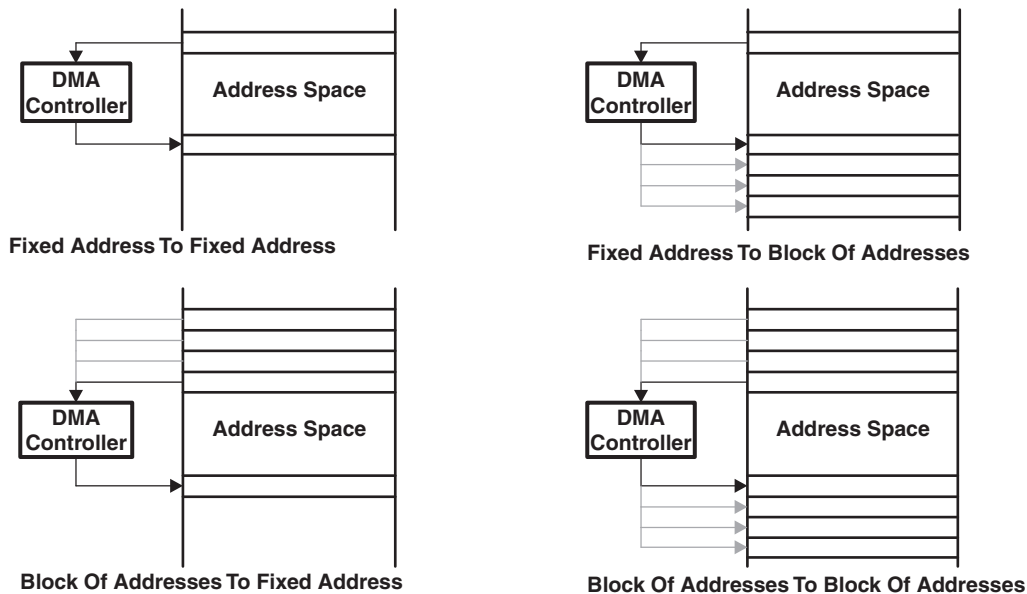 DMA
Controller
Address Space
Fixed Address To Fixed Address
DMA
Controller
Address Space
Fixed Address To Block Of Addresses
DMA
Controller
Address Space
Block Of Addresses To Fixed Address
DMA
Controller
Address Space
Block Of Addresses To Block Of Addresses